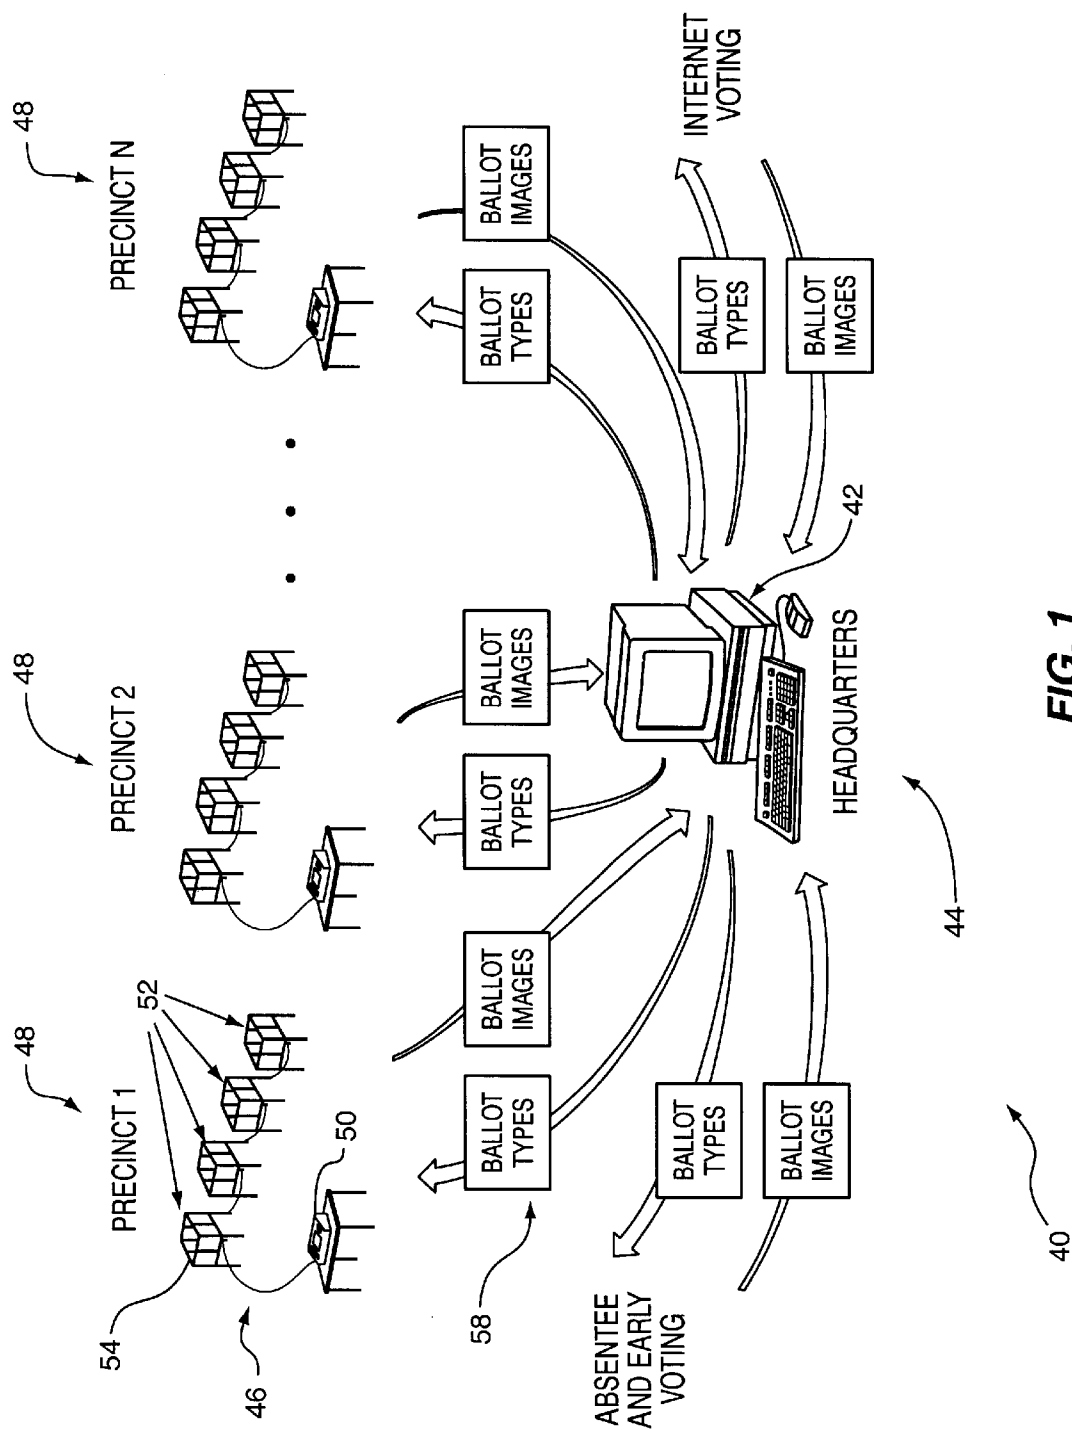 48
48
48
PRECINCT 1
PRECINCT 2
PRECINCT N
54
52
46
50
58
BALLOT
TYPES
BALLOT
IMAGES
BALLOT
TYPES
BALLOT
IMAGES
BALLOT
TYPES
BALLOT
IMAGES
ABSENTEE
AND EARLY
VOTING
BALLOT
TYPES
BALLOT
IMAGES
INTERNET
VOTING
BALLOT
TYPES
BALLOT
IMAGES
42
HEADQUARTERS
44
40
FIG. 1